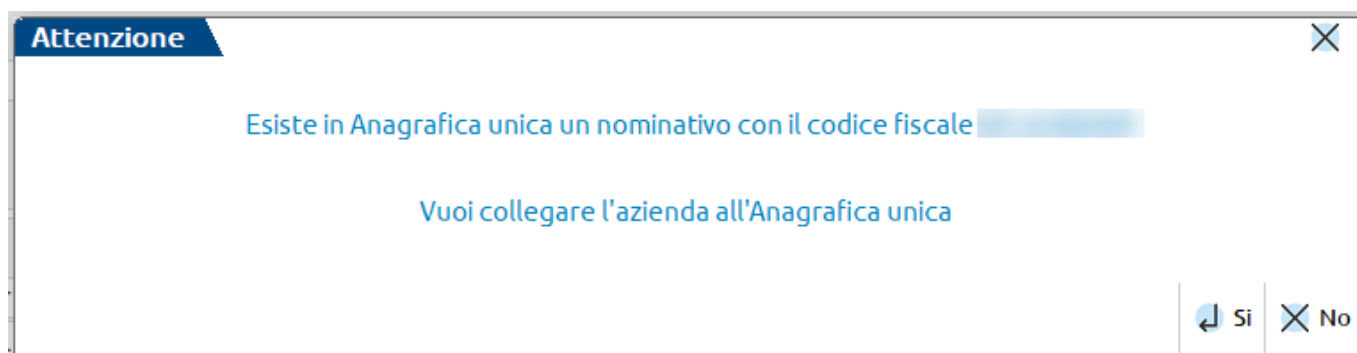 Attenzione
Esiste in Anagrafica unica un nominativo con il codice fiscale
Vuoi collegare l'azienda all'Anagrafica unica
Si No